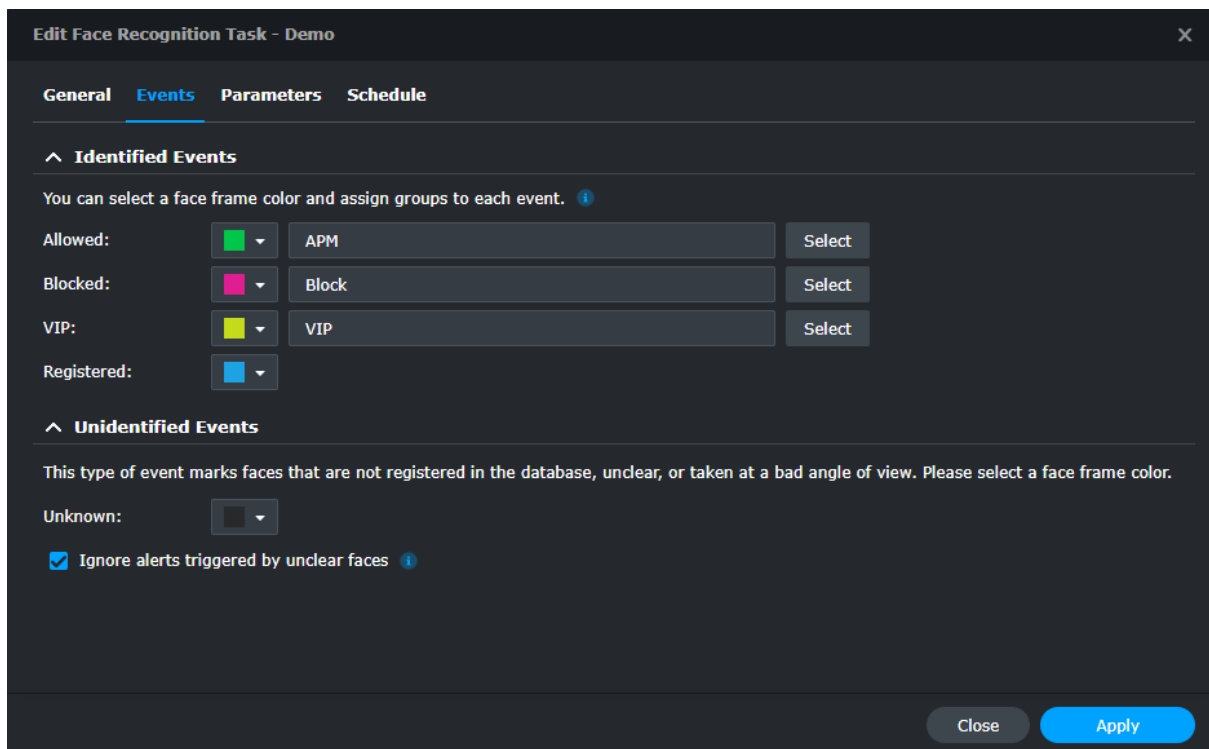 Edit Face Recognition Task - Demo
General Events Parameters Schedule
Identified Events
You can select a face frame color and assign groups to each event.
Allowed: APM Select
Blocked: Block Select
VIP: VIP Select
Registered:
Unidentified Events
This type of event marks faces that are not registered in the database, unclear, or taken at a bad angle of view. Please select a face frame color.
Unknown:
Ignore alerts triggered by unclear faces
Close Apply